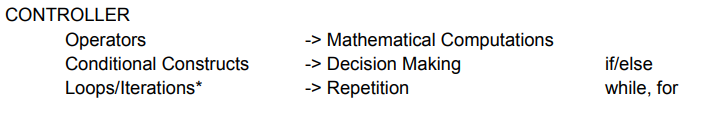 CONTROLLER
Operators -> Mathematical Computations
Conditional Constructs -> Decision Making if/else
Loops/Iterations* -> Repetition while, for